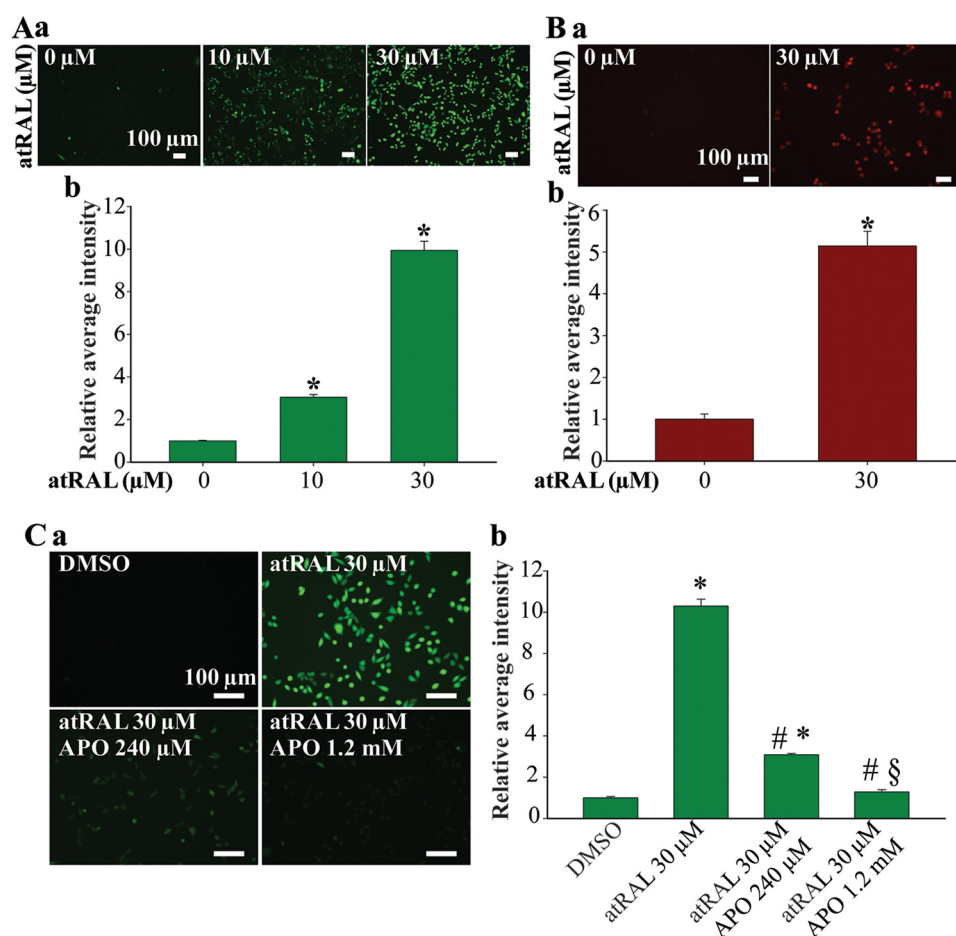 Aa
atRAL (µM)
0 µM
10 µM
30 µM
100 µm
b
Relative average intensity
12
10
8
6
4
2
0
*
*
atRAL (µM) 0 10 30
B a
atRAL (µM)
0 µM
30 µM
100 µm
b
Relative average intensity
6
5
4
3
2
1
0
*
atRAL (µM) 0 30
C a
DMSO
atRAL 30 µM
100 µm
atRAL 30 µM
APO 240 µM
atRAL 30 µM
APO 1.2 mM
b
Relative average intensity
12
10
8
6
4
2
0
*
# *
# §
DMSO
atRAL 30 µM
atRAL 30 µM
APO 240 µM
atRAL 30 µM
APO 1.2 mM